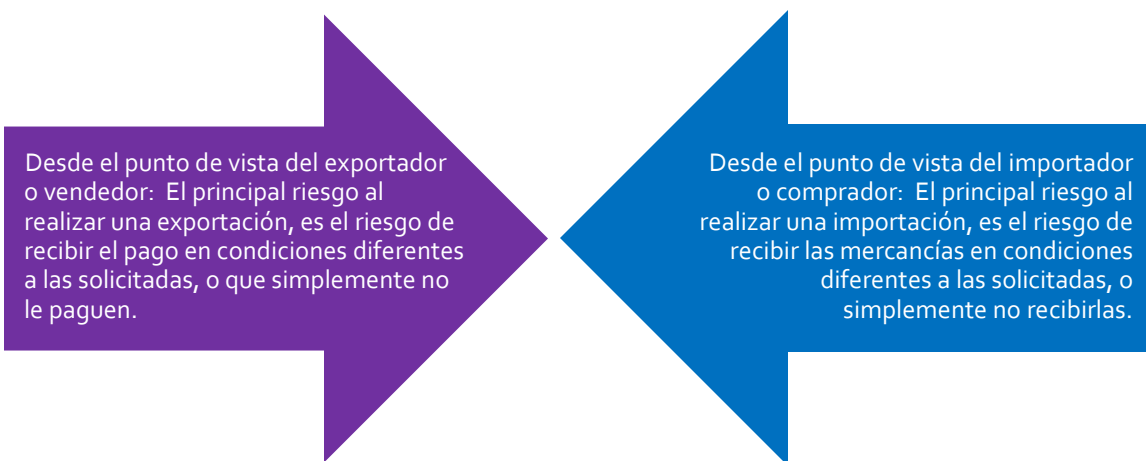 Desde el punto de vista del exportador
o vendedor: El principal riesgo al
realizar una exportación, es el riesgo de
recibir el pago en condiciones diferentes
a las solicitadas, o que simplemente no
le paguen.
Desde el punto de vista del importador
o comprador: El principal riesgo al
realizar una importación, es el riesgo de
recibir las mercancías en condiciones
diferentes a las solicitadas, o
simplemente no recibirlas.